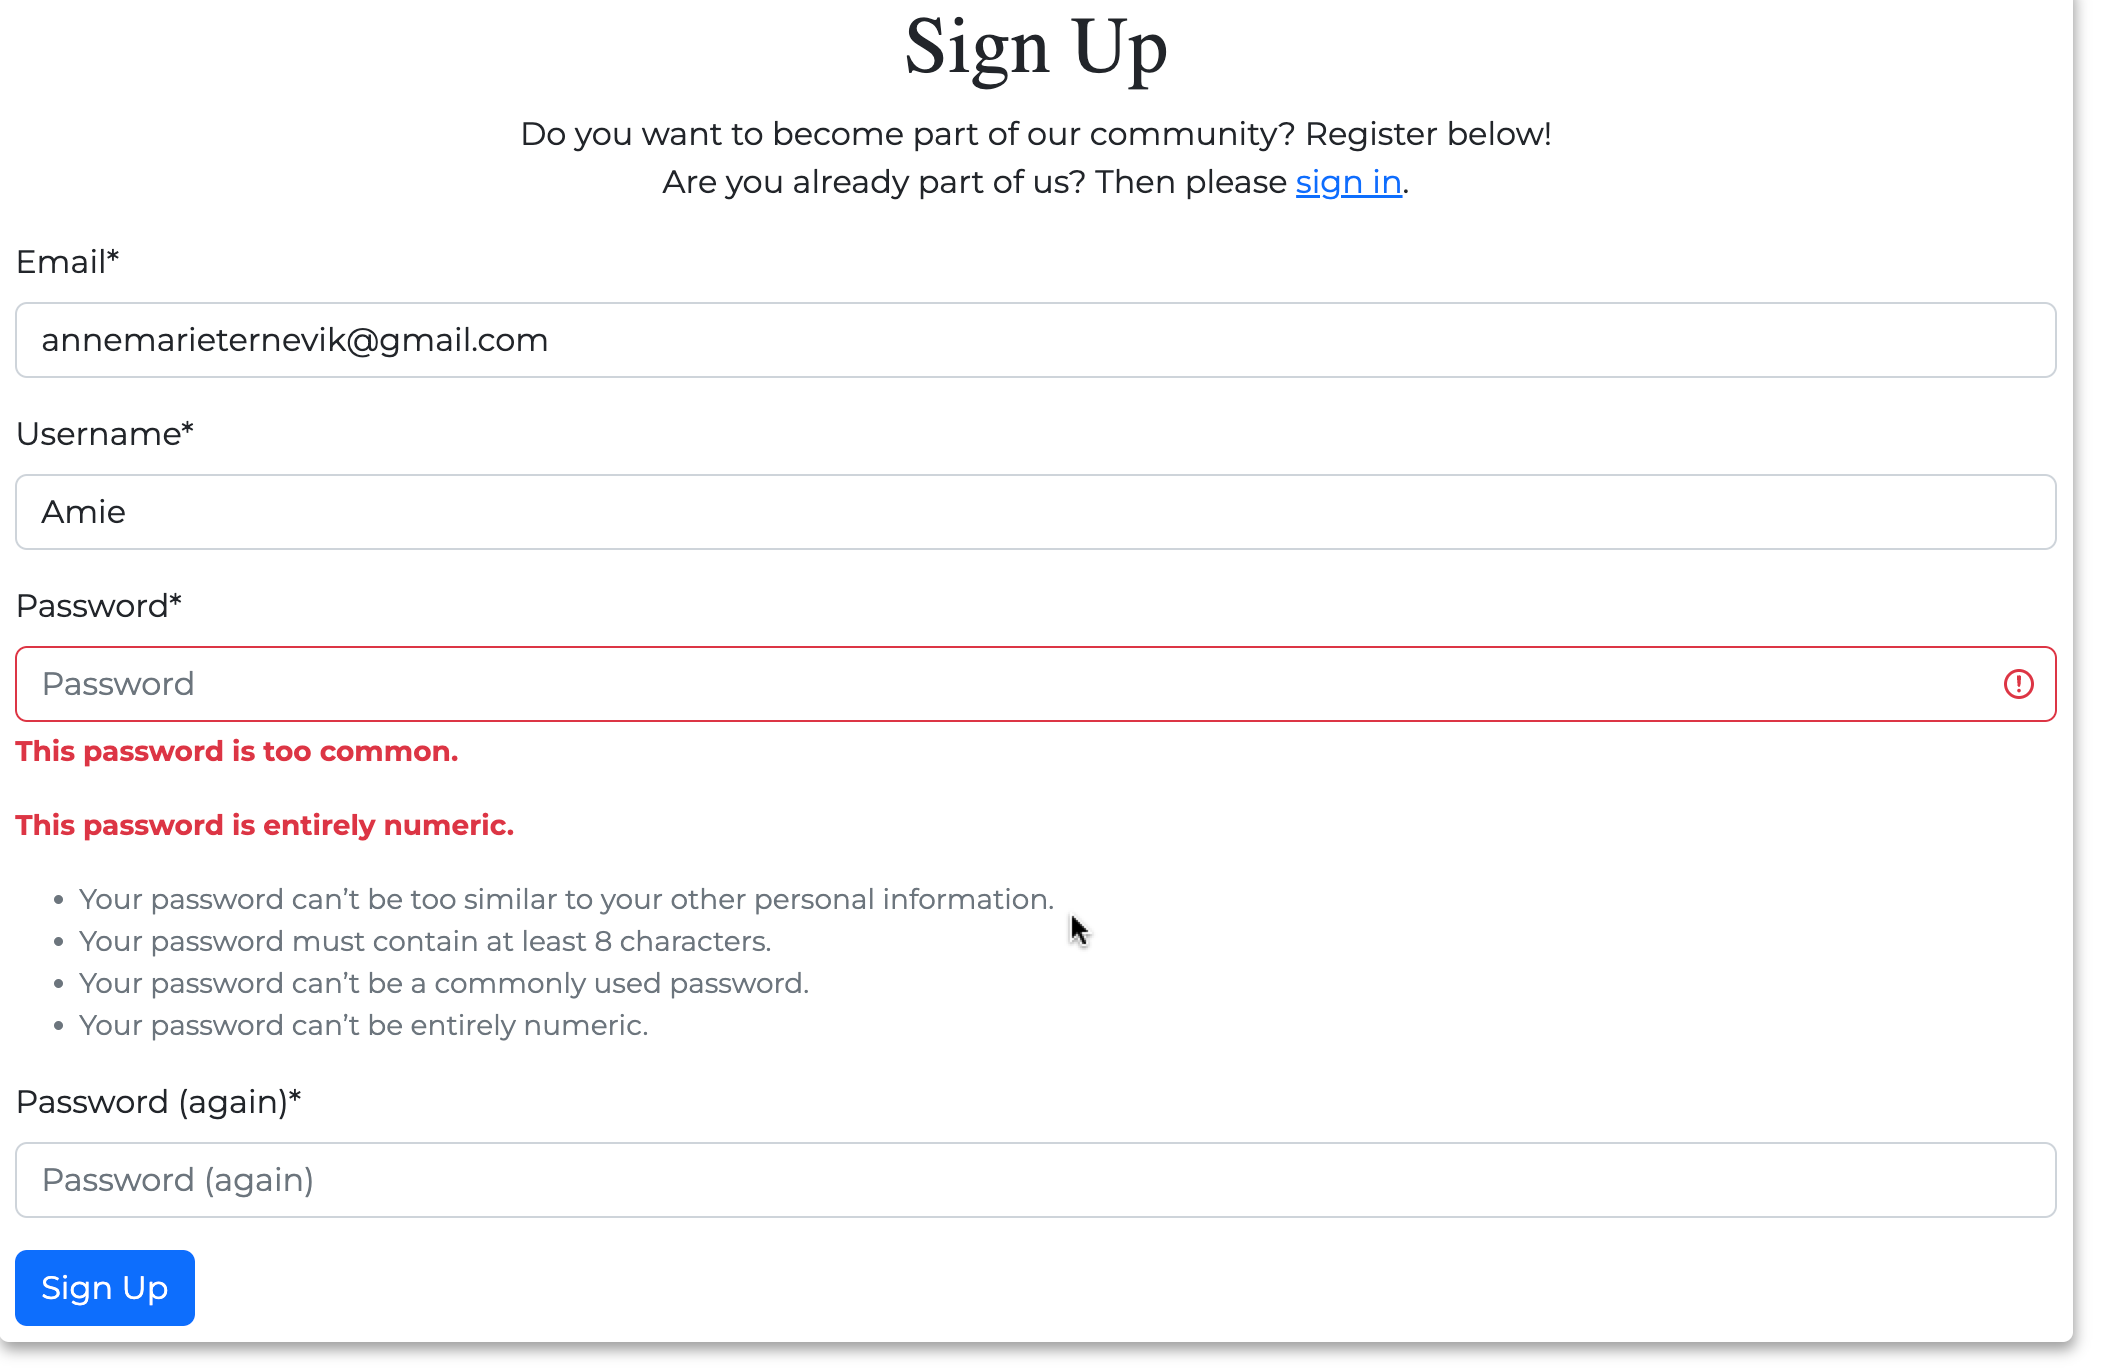 Sign Up
Do you want to become part of our community? Register below!
Are you already part of us? Then please sign in.
Email*
annemarieternevik@gmail.com
Username*
Amie
Password*
Password
This password is too common.
This password is entirely numeric.
• Your password can’t be too similar to your other personal information.
• Your password must contain at least 8 characters.
• Your password can’t be a commonly used password.
• Your password can’t be entirely numeric.
Password (again)*
Password (again)
Sign Up